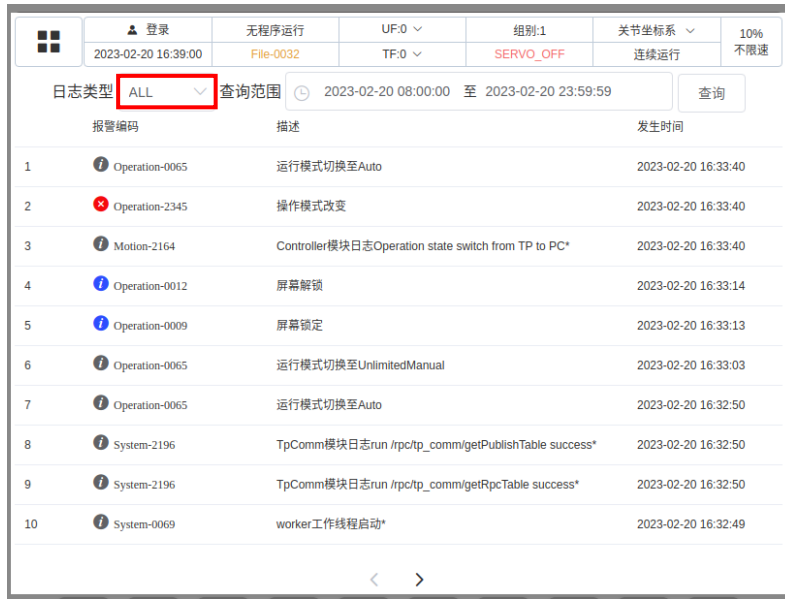 登录 无程序运行 UF:0 组别:1 关节坐标系 10%
2023-02-20 16:39:00 File-0032 TF:0 SERVO_OFF 连续运行 不限速
日志类型 ALL 查询范围 2023-02-20 08:00:00 至 2023-02-20 23:59:59 查询
报警编码 描述 发生时间
1 Operation-0065 运行模式切换至Auto 2023-02-20 16:33:40
2 Operation-2345 操作模式改变 2023-02-20 16:33:40
3 Motion-2164 Controller模块日志Operation state switch from TP to PC* 2023-02-20 16:33:40
4 Operation-0012 屏幕解锁 2023-02-20 16:33:14
5 Operation-0009 屏幕锁定 2023-02-20 16:33:13
6 Operation-0065 运行模式切换至UnlimitedManual 2023-02-20 16:33:03
7 Operation-0065 运行模式切换至Auto 2023-02-20 16:32:50
8 System-2196 TpComm模块日志run /rpc/tp_comm/getPublishTable success* 2023-02-20 16:32:50
9 System-2196 TpComm模块日志run /rpc/tp_comm/getRpcTable success* 2023-02-20 16:32:50
10 System-0069 worker工作线程启动* 2023-02-20 16:32:49